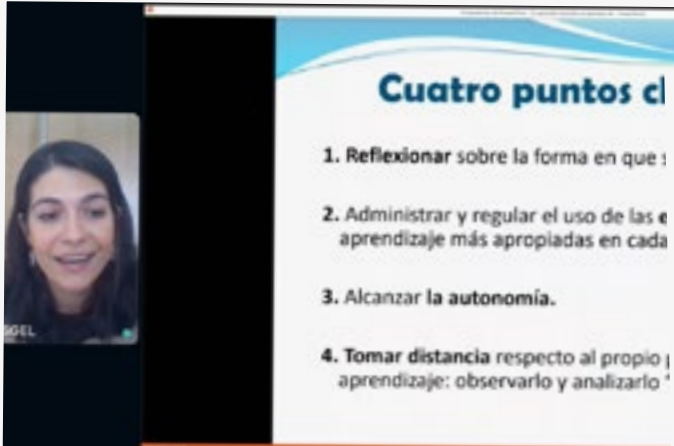 Cuatro puntos cl
1. Reflexionar sobre la forma en que s
2. Administrar y regular el uso de las e
aprendizaje más apropiadas en cada
3. Alcanzar la autonomía.
4. Tomar distancia respecto al propio p
aprendizaje: observarlo y analizarlo "
GEL